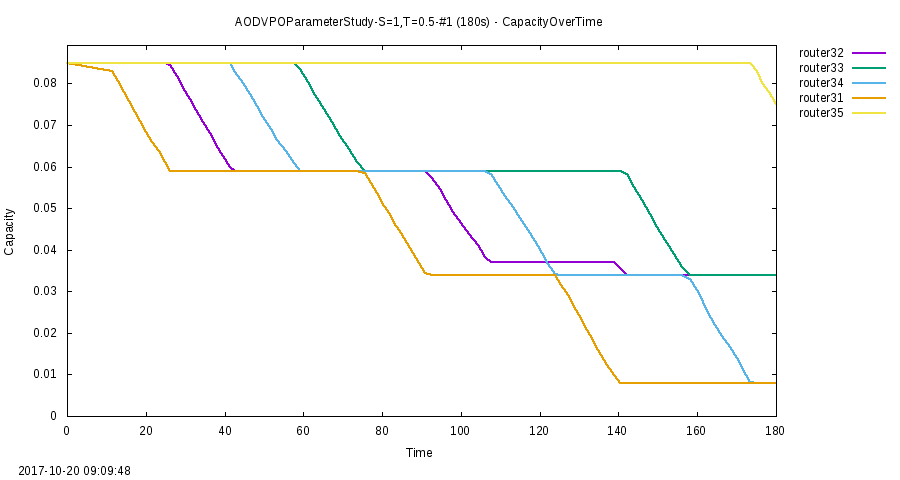 AODVPOParameterStudy-S=1,T=0.5-#1 (180s) - CapacityOverTime
router32
router33
router34
router31
router35
0.08
0.07
0.06
0.05
0.04
0.03
0.02
0.01
0
Capacity
0 20 40 60 80 100 120 140 160 180
Time
2017-10-20 09:09:48